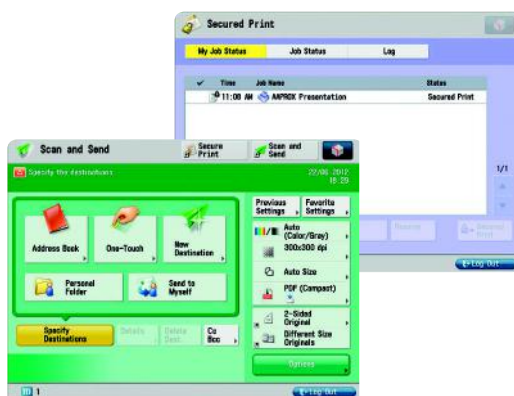 Secured Print
My Job Status Job Status Log
Time Job Name Status
11:08 AM AAPROX Presentation Secured Print
1/1
Log Out
Scan and Send
Secure Print
Scan and Send
Specify the destinations
22/06 2012
18:29
Address Book
One-Touch
New Destination
Personal Folder
Send to Myself
Specify Destinations
Details
Delete Dest.
Cc Bcc
Previous Settings
Favorite Settings
Auto (Color/Gray)
300x300 dpi
Auto Size
PDF (Compact)
2-Sided Original
Different Size Originals
Options
1
Log Out